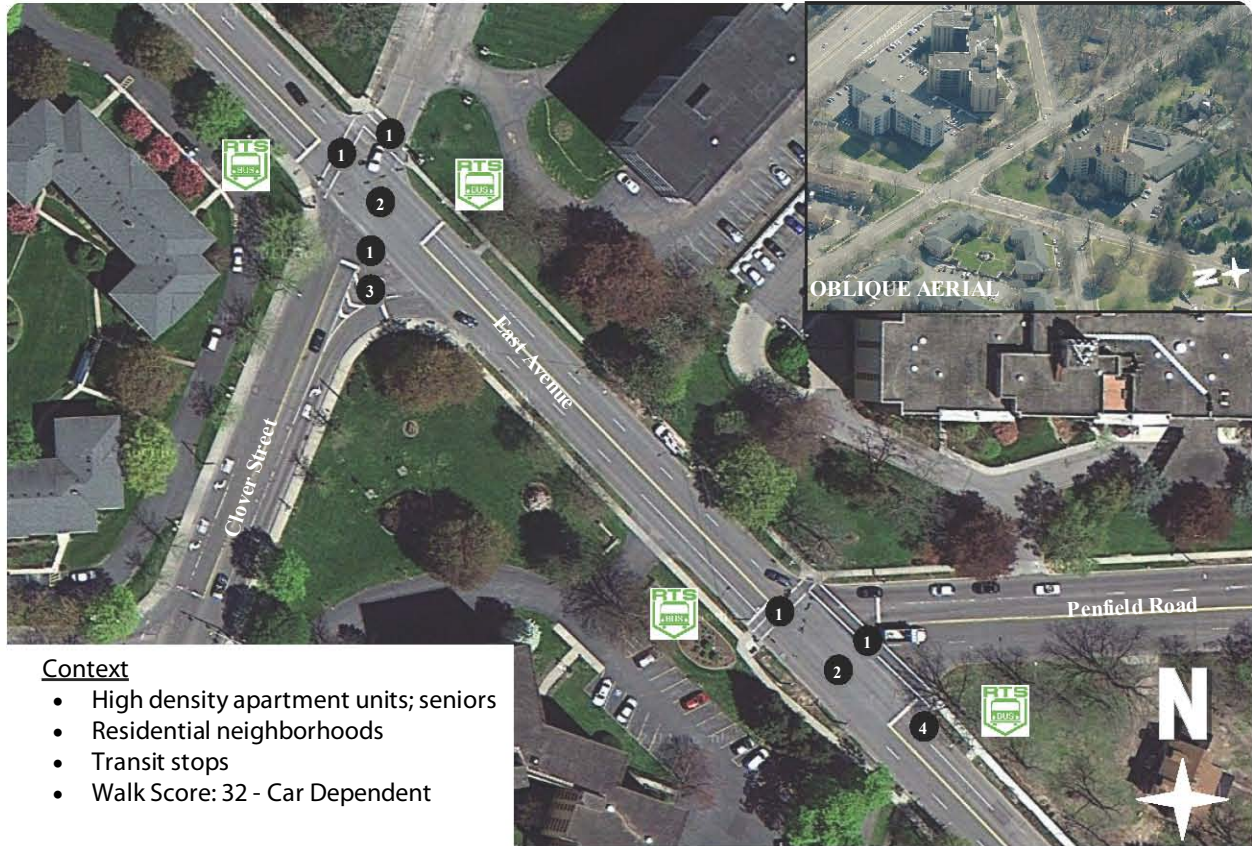 OBLIQUE AERIAL
N
RTS
BUS
RTS
BUS
1
1
2
1
3
East Avenue
Clover Street
RTS
BUS
1
1
2
4
Penfield Road
RTS
BUS
N
Context
• High density apartment units; seniors
• Residential neighborhoods
• Transit stops
• Walk Score: 32 - Car Dependent